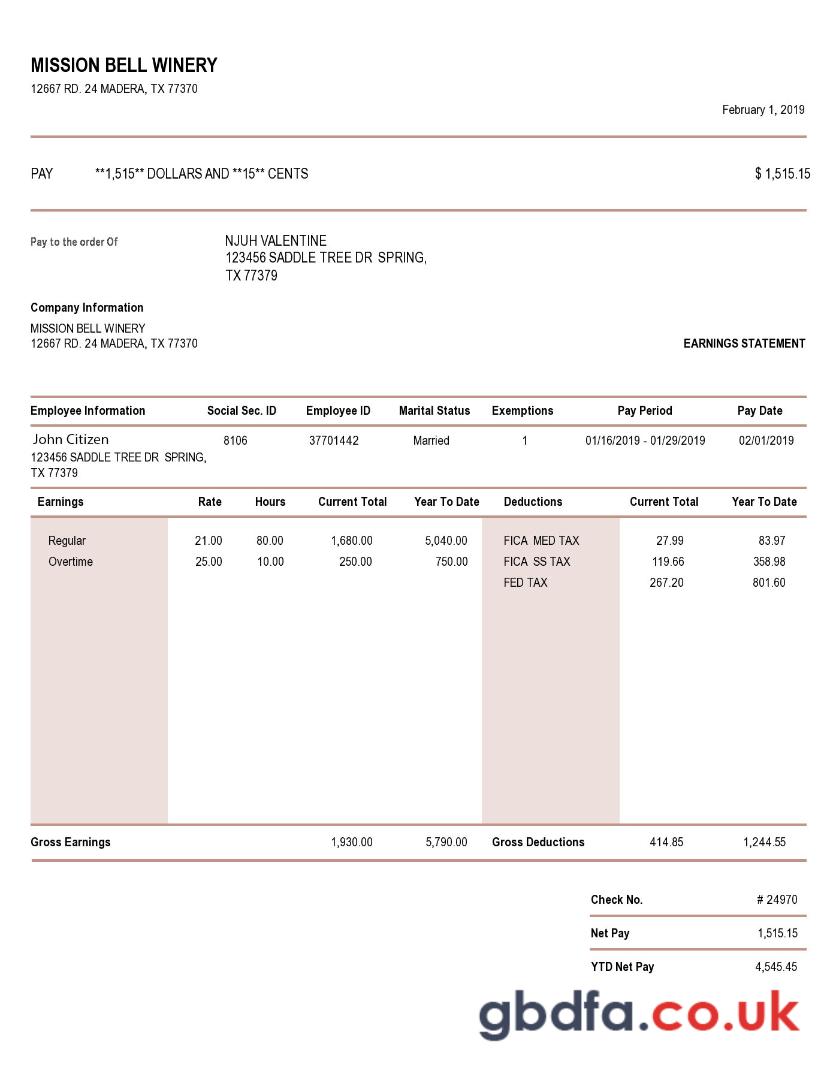 MISSION BELL WINERY
12667 RD. 24 MADERA, TX 77370
February 1, 2019
PAY **1,515** DOLLARS AND **15** CENTS $ 1,515.15
Pay to the order Of NJUH VALENTINE
123456 SADDLE TREE DR SPRING,
TX 77379
Company Information
MISSION BELL WINERY
12667 RD. 24 MADERA, TX 77370 EARNINGS STATEMENT
Employee Information Social Sec. ID Employee ID Marital Status Exemptions Pay Period Pay Date
John Citizen 8106 37701442 Married 1 01/16/2019 - 01/29/2019 02/01/2019
123456 SADDLE TREE DR SPRING,
TX 77379
Earnings Rate Hours Current Total Year To Date Deductions Current Total Year To Date
Regular 21.00 80.00 1,680.00 5,040.00 FICA MED TAX 27.99 83.97
Overtime 25.00 10.00 250.00 750.00 FICA SS TAX 119.66 358.98
FED TAX 267.20 801.60
Gross Earnings 1,930.00 5,790.00 Gross Deductions 414.85 1,244.55
Check No. # 24970
Net Pay 1,515.15
YTD Net Pay 4,545.45
gbdfa.co.uk